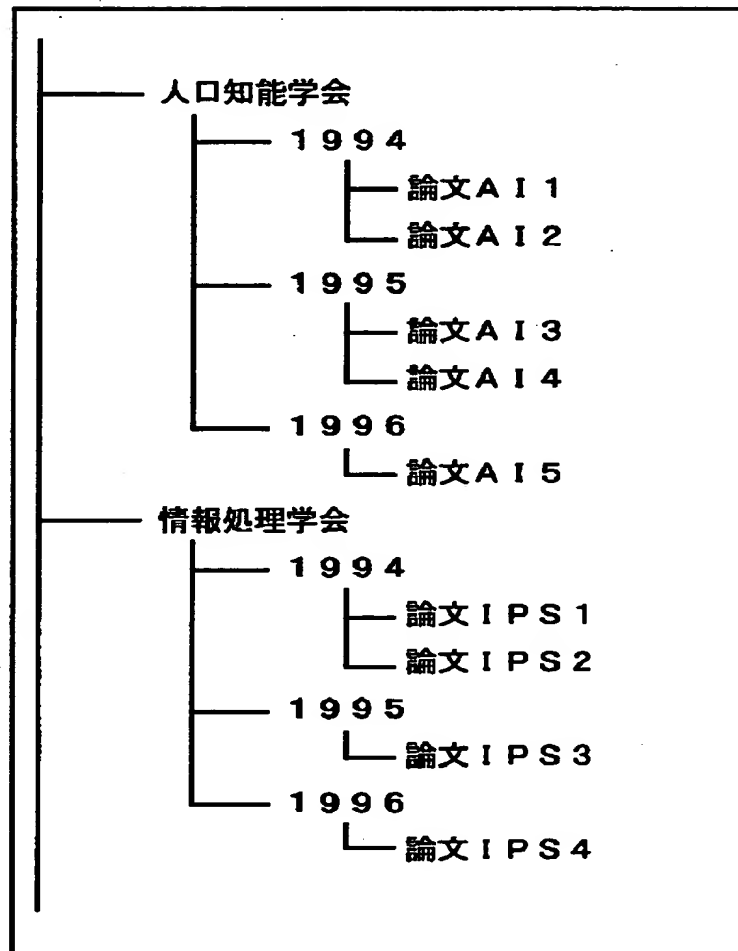 人口知能学会
１９９４
論文ＡＩ１
論文ＡＩ２
１９９５
論文ＡＩ３
論文ＡＩ４
１９９６
論文ＡＩ５
情報処理学会
１９９４
論文ＩＰＳ１
論文ＩＰＳ２
１９９５
論文ＩＰＳ３
１９９６
論文ＩＰＳ４